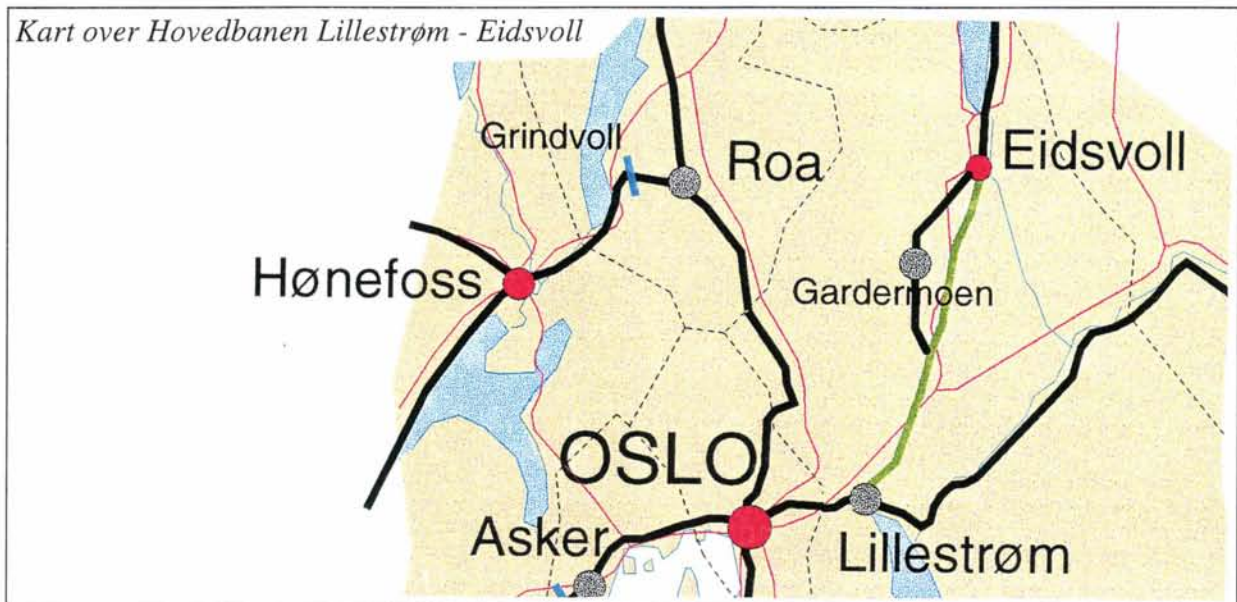 Kart over Hovedbanen Lillestrøm - Eidsvoll
Grindvoll
Roa
Eidsvoll
Hønefoss
Gardermoen
OSLO
Asker
Lillestrøm